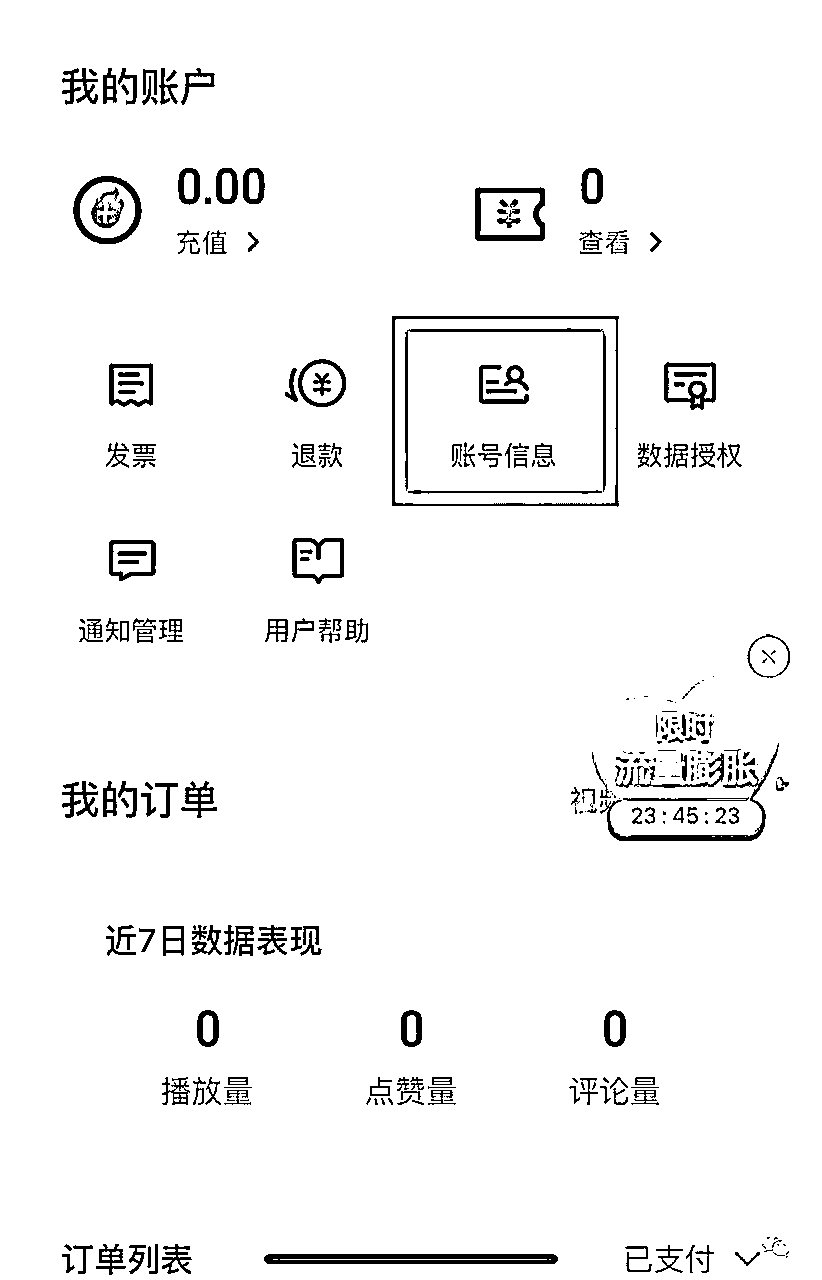 我的账户
0.00
0
充值
查看
发票
退款
账号信息
数据授权
通知管理
用户帮助
限时
流量膨胀
我的订单
视频
23:45:23
近7日数据表现
0
0
0
播放量
点赞量
评论量
订单列表
已支付